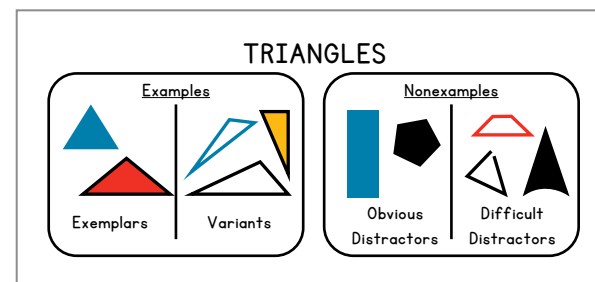 TRIANGLES
Examples
Exemplars
Variants
Nonexamples
Obvious
Distractors
Difficult
Distractors